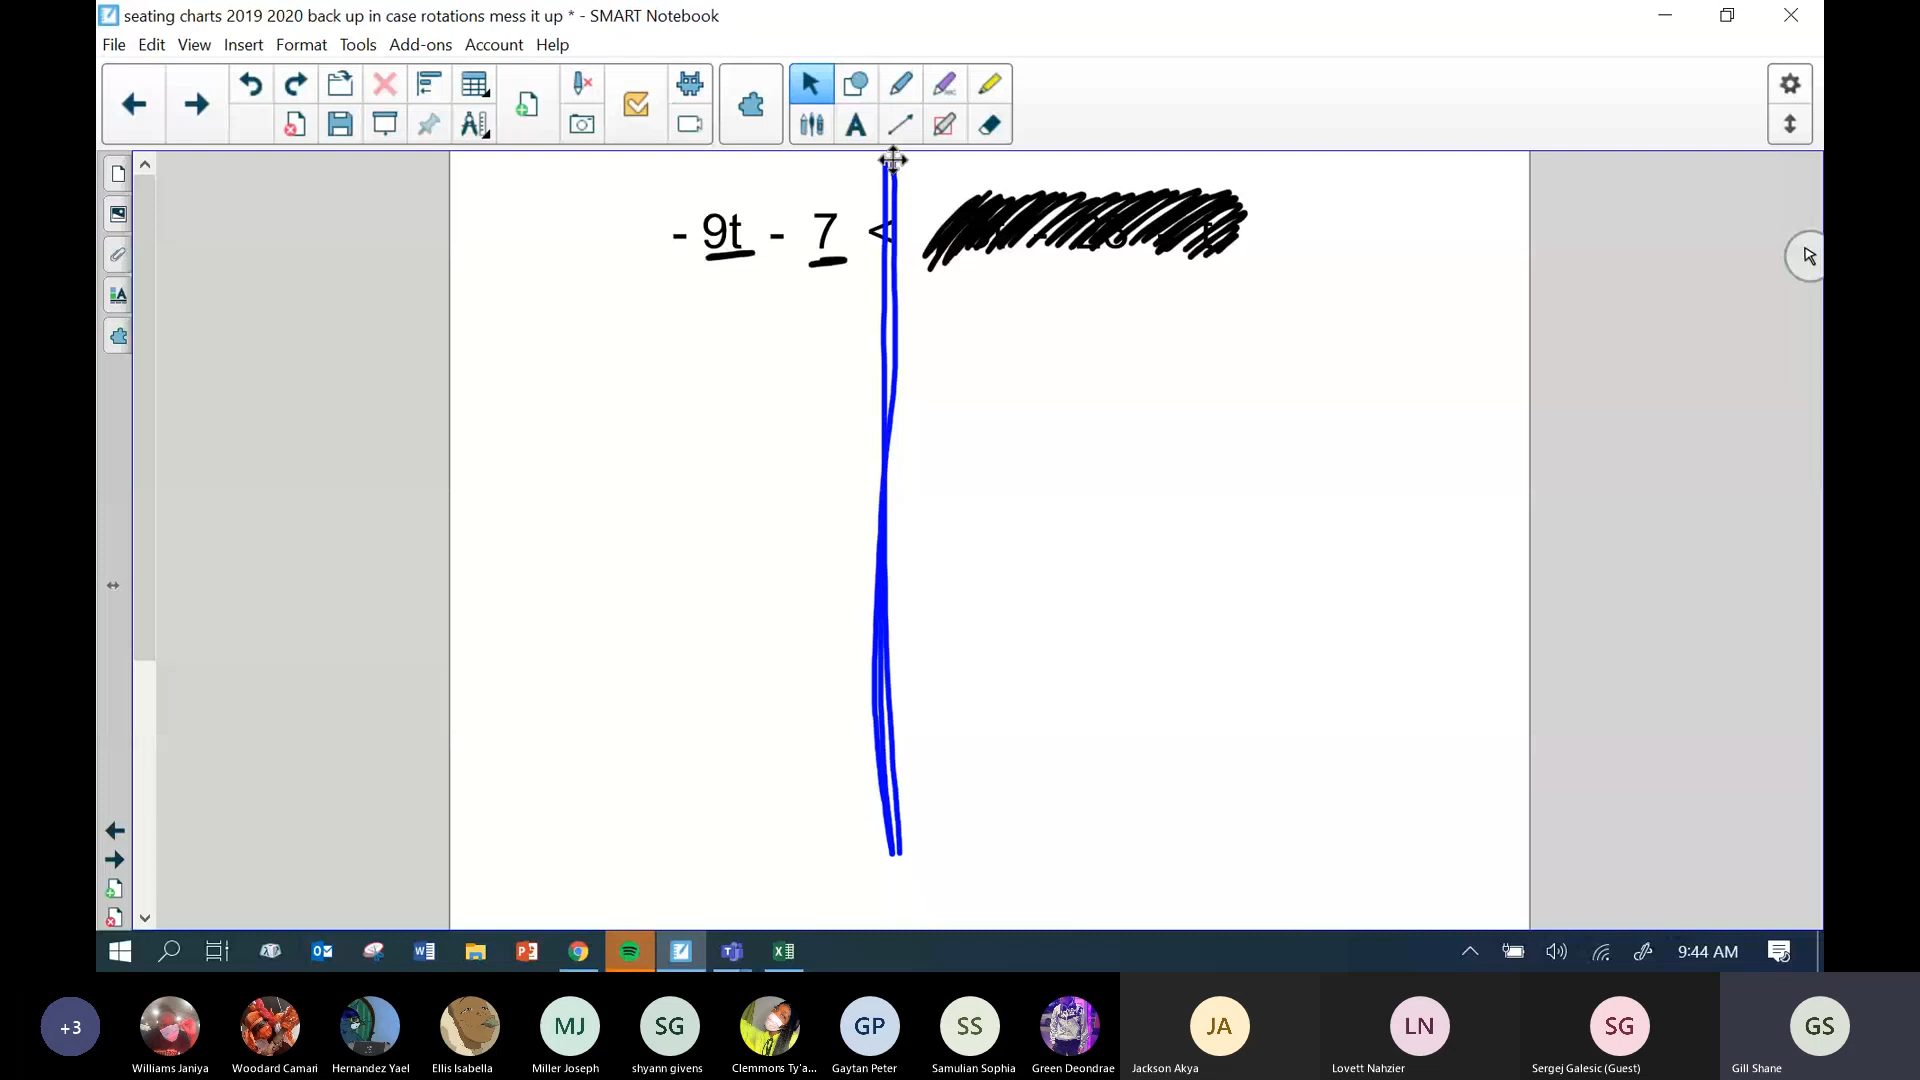 seating charts 2019 2020 back up in case rotations mess it up * - SMART Notebook
File Edit View Insert Format Tools Add-ons Account Help
- 9t - 7 <
9:44 AM
+3 MJ SG GP SS JA LN SG GS
Williams Janiya Woodard Camari Hernandez Yael Ellis Isabella Miller Joseph shyann givens Clemmons Ty'a... Gaytan Peter Samulian Sophia Green Deondrae Jackson Akya Lovett Nahzier Sergej Galesic (Guest) Gill Shane